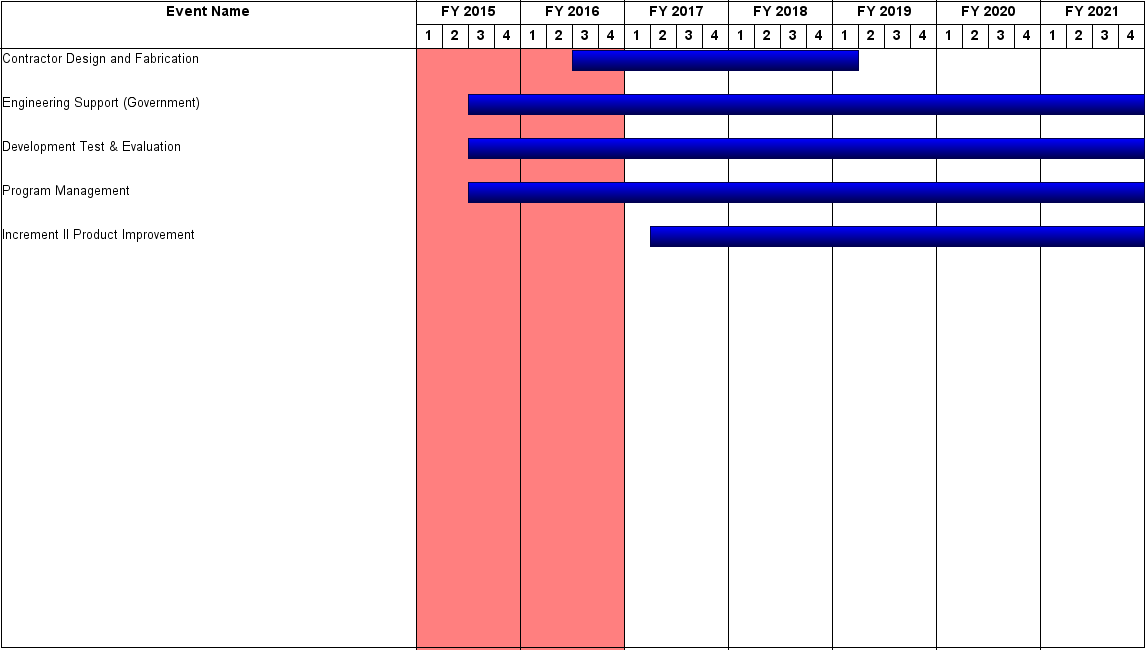 Event Name FY 2015 FY 2016 FY 2017 FY 2018 FY 2019 FY 2020 FY 2021
1 2 3 4 1 2 3 4 1 2 3 4 1 2 3 4 1 2 3 4 1 2 3 4 1 2 3 4
Contractor Design and Fabrication
Engineering Support (Government)
Development Test & Evaluation
Program Management
Increment II Product Improvement